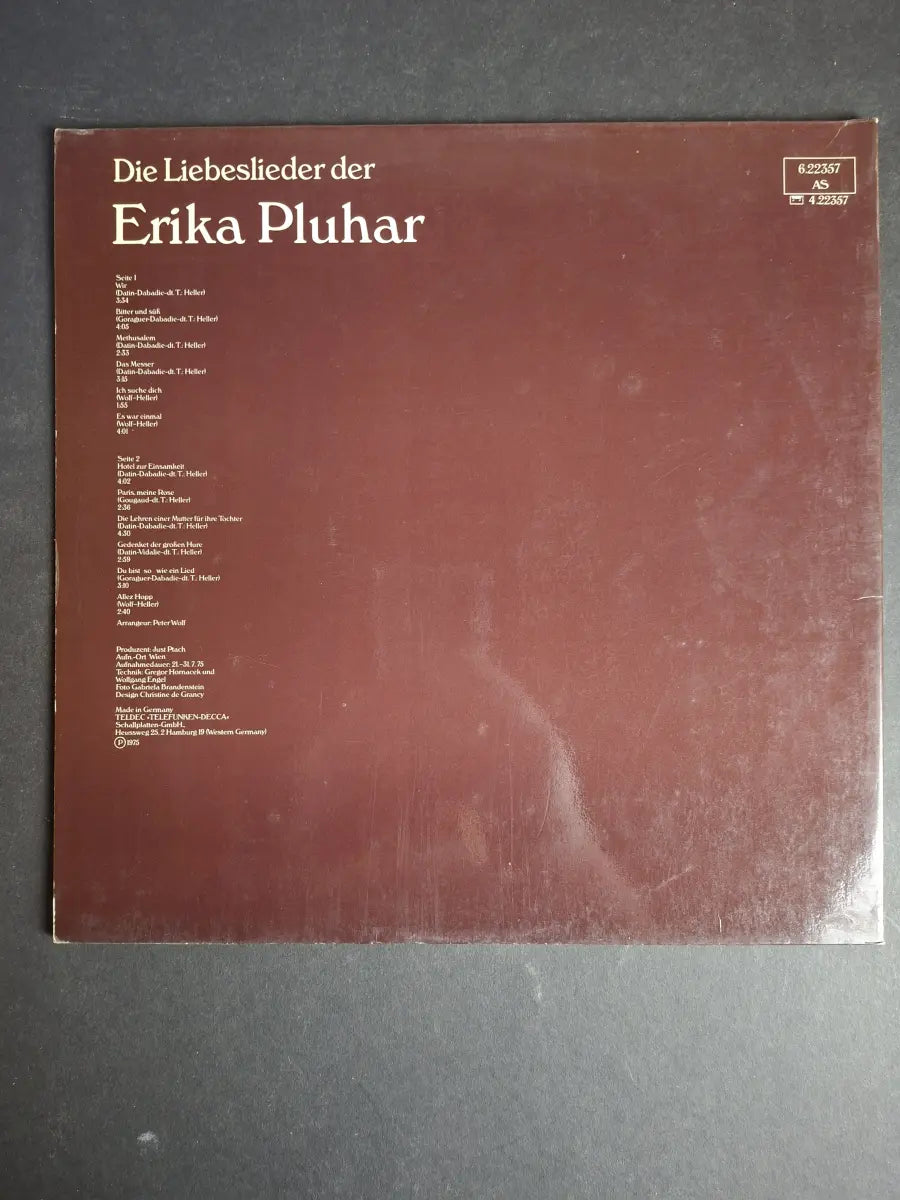 Die Liebeslieder der
Erika Pluhar
6.22357
AS
4.22357
Seite 1
Wir
(Datin-Dabadie-dt. T.: Heller)
3:34
Bitter und süß
(Goraguer-Dabadie-dt. T.: Heller)
4:05
Methusalem
(Datin-Dabadie-dt. T.: Heller)
2:33
Das Messer
(Datin-Dabadie-dt. T.: Heller)
3:15
Ich suche dich
(Wolf-Heller)
1:55
Es war einmal
(Wolf-Heller)
4:01
Seite 2
Hotel zur Einsamkeit
(Datin-Dabadie-dt. T.: Heller)
4:02
Paris, meine Rose
(Gougaud-dt. T.: Heller)
2:36
Die Lehren einer Mutter für ihre Tochter
(Datin-Dabadie-dt. T.: Heller)
4:30
Gedenket der großen Hure
(Datin-Vidalie-dt. T.: Heller)
2:59
Du bist so wie ein Lied
(Goraguer-Dabadie-dt. T.: Heller)
3:10
Allez Hopp
(Wolf-Heller)
2:40
Arrangeur: Peter Wolf
Produzent: Just Ptach
Aufn.-Ort Wien
Aufnahmedauer: 21.-31. 7. 75
Technik: Gregor Hornacek und
Wolfgang Engel
Foto Gabriela Brandenstein
Design Christine de Grancy
Made in Germany
TELDEC »TELEFUNKEN-DECCA«
Schallplatten-GmbH.,
Heussweg 25, 2 Hamburg 19 (Western Germany)
Ⓟ 1975